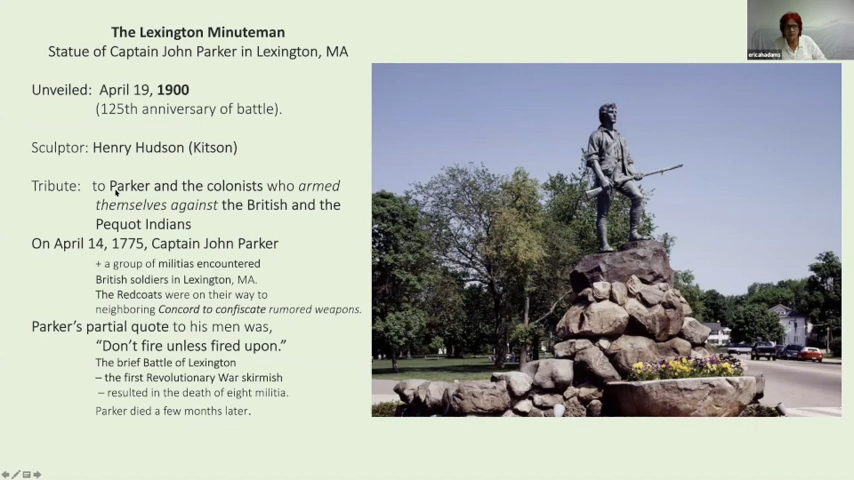 The Lexington Minuteman
Statue of Captain John Parker in Lexington, MA
Unveiled: April 19, 1900
(125th anniversary of battle).
Sculptor: Henry Hudson (Kitson)
Tribute: to Parker and the colonists who armed
themselves against the British and the
Pequot Indians
On April 14, 1775, Captain John Parker
+ a group of militias encountered
British soldiers in Lexington, MA.
The Redcoats were on their way to
neighboring Concord to confiscate rumored weapons.
Parker's partial quote to his men was,
"Don't fire unless fired upon."
The brief Battle of Lexington
– the first Revolutionary War skirmish
– resulted in the death of eight militia.
Parker died a few months later.
ericahadams